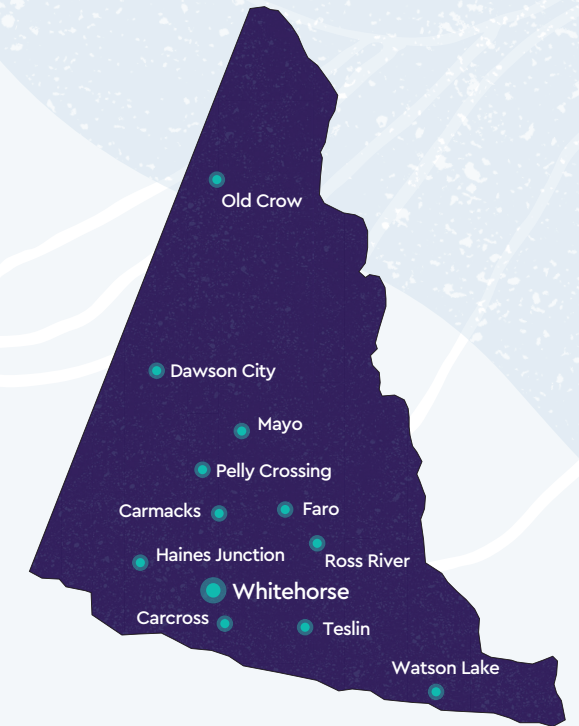 Old Crow
Dawson City
Mayo
Pelly Crossing
Carmacks
Faro
Haines Junction
Ross River
Whitehorse
Carcross
Teslin
Watson Lake